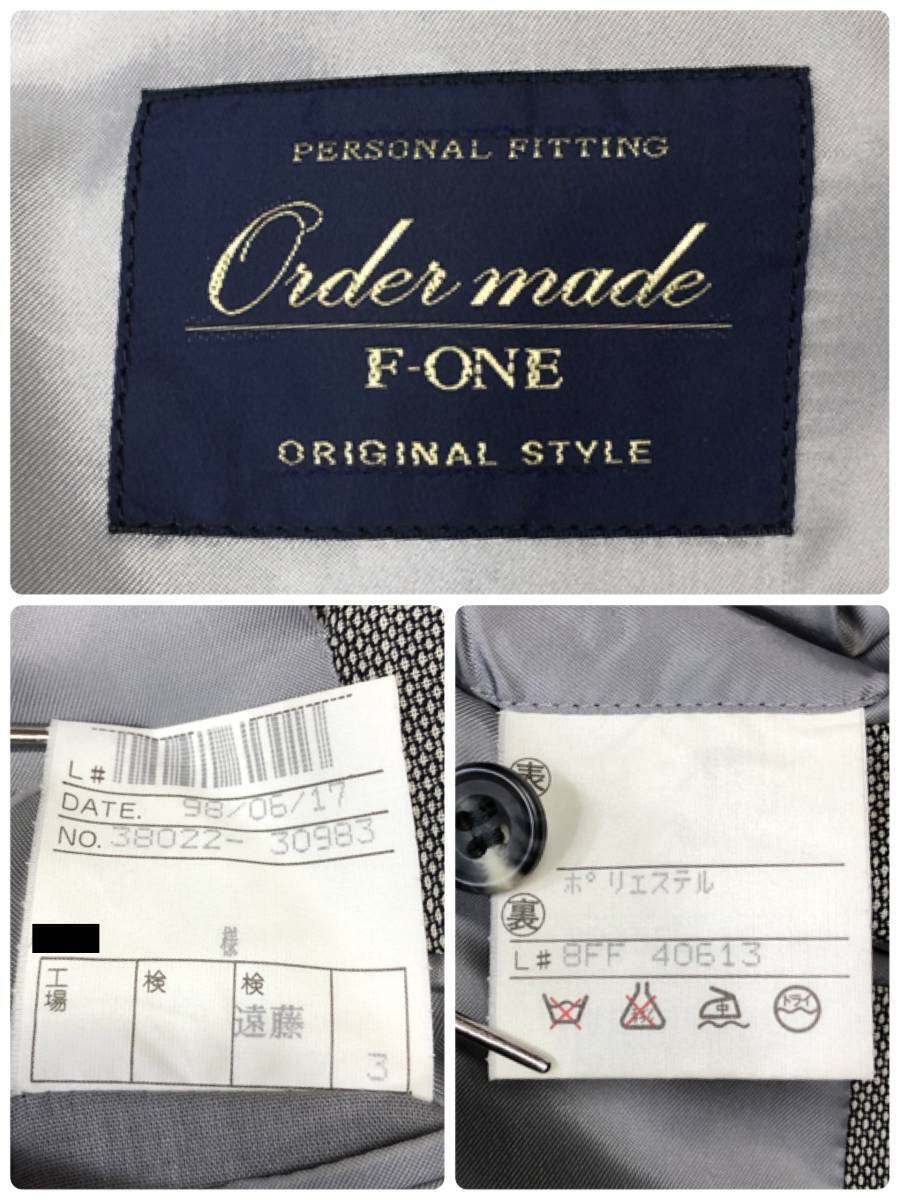 PERSONAL FITTING
Order made
F-ONE
ORIGINAL STYLE
L#
DATE. 98/06/17
NO. 38022- 30983
様
工場 検 検
遠藤
3
表
ポリエステル
裏
L# 8FF 40613
中 ドライ